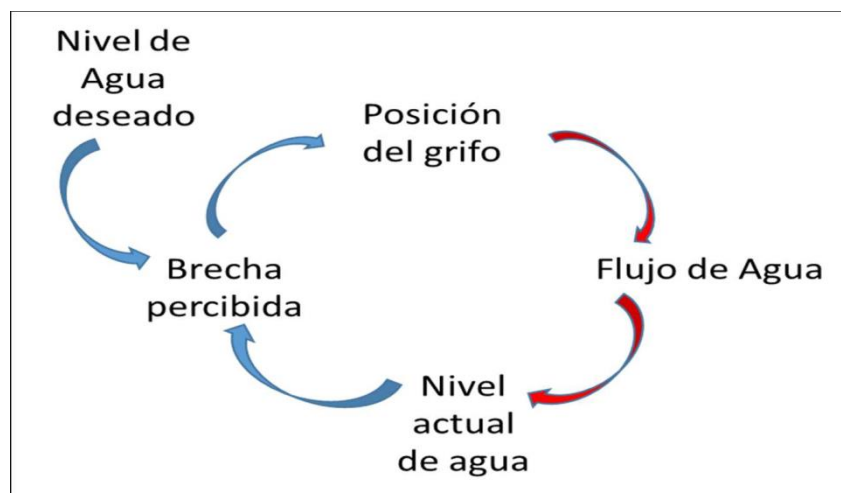 Nivel de
Agua
deseado
Posición
del grifo
Brecha
percibida
Flujo de Agua
Nivel
actual
de agua